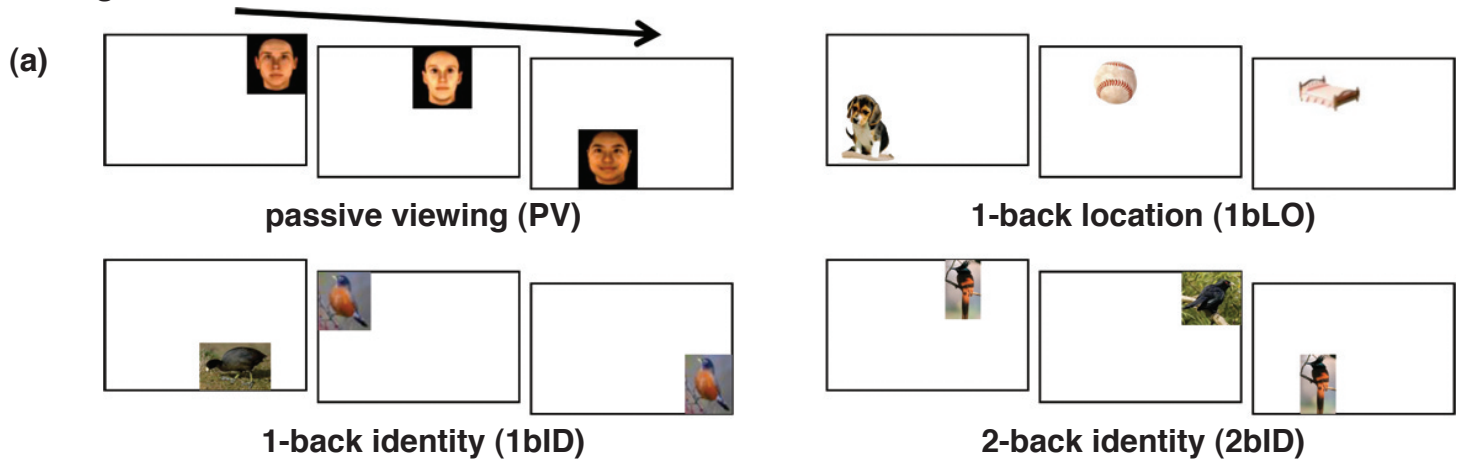 (a)
passive viewing (PV)
1-back location (1bLO)
1-back identity (1bID)
2-back identity (2bID)